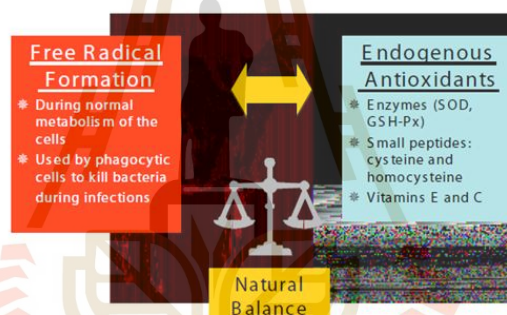 Free Radical
Formation
✵ During normal
metabolism of the
cells
✵ Used by phagocytic
cells to kill bacteria
during infections
Endogenous
Antioxidants
✵ Enzymes (SOD,
GSH-Px)
✵ Small peptides:
cysteine and
homocysteine
✵ Vitamins E and C
Natural
Balance